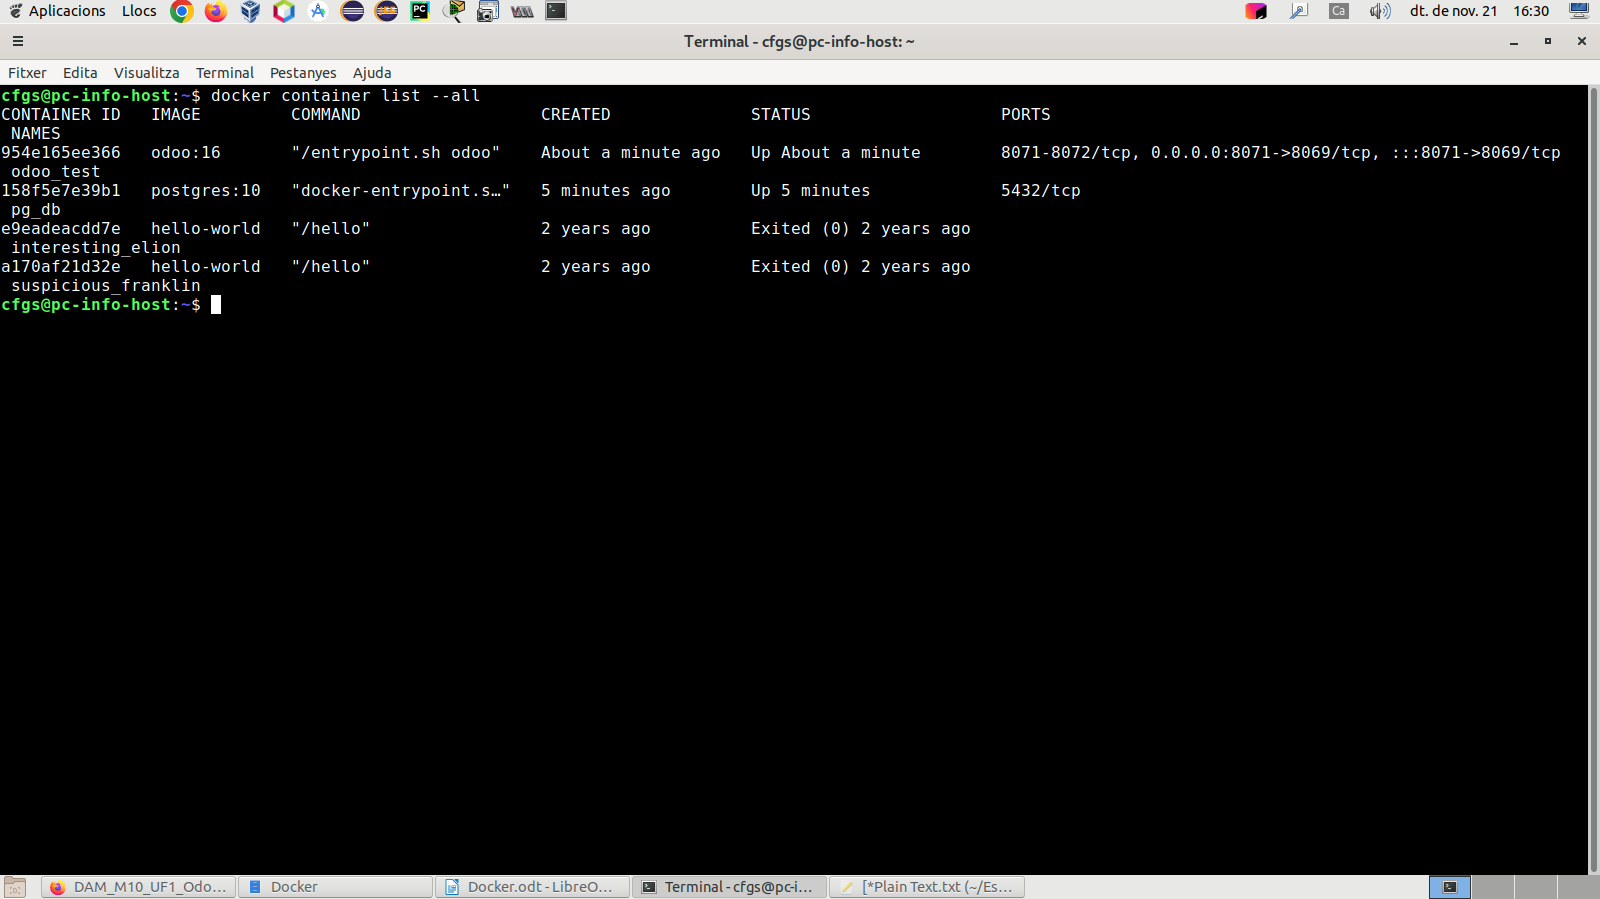 Aplicacions Llocs PC Ca dt. de nov. 21 16:30
Terminal - cfgs@pc-info-host: ~
Fitxer Edita Visualitza Terminal Pestanyes Ajuda
cfgs@pc-info-host:~$ docker container list --all
CONTAINER ID IMAGE COMMAND CREATED STATUS PORTS
NAMES
954e165ee366 odoo:16 "/entrypoint.sh odoo" About a minute ago Up About a minute 8071-8072/tcp, 0.0.0.0:8071->8069/tcp, :::8071->8069/tcp
odoo_test
158f5e7e39b1 postgres:10 "docker-entrypoint.s…" 5 minutes ago Up 5 minutes 5432/tcp
pg_db
e9eadeacdd7e hello-world "/hello" 2 years ago Exited (0) 2 years ago
interesting_elion
a170af21d32e hello-world "/hello" 2 years ago Exited (0) 2 years ago
suspicious_franklin
cfgs@pc-info-host:~$
DAM_M10_UF1_Odo... Docker Docker.odt - LibreO... Terminal - cfgs@pc-i... [*Plain Text.txt (~/Es...